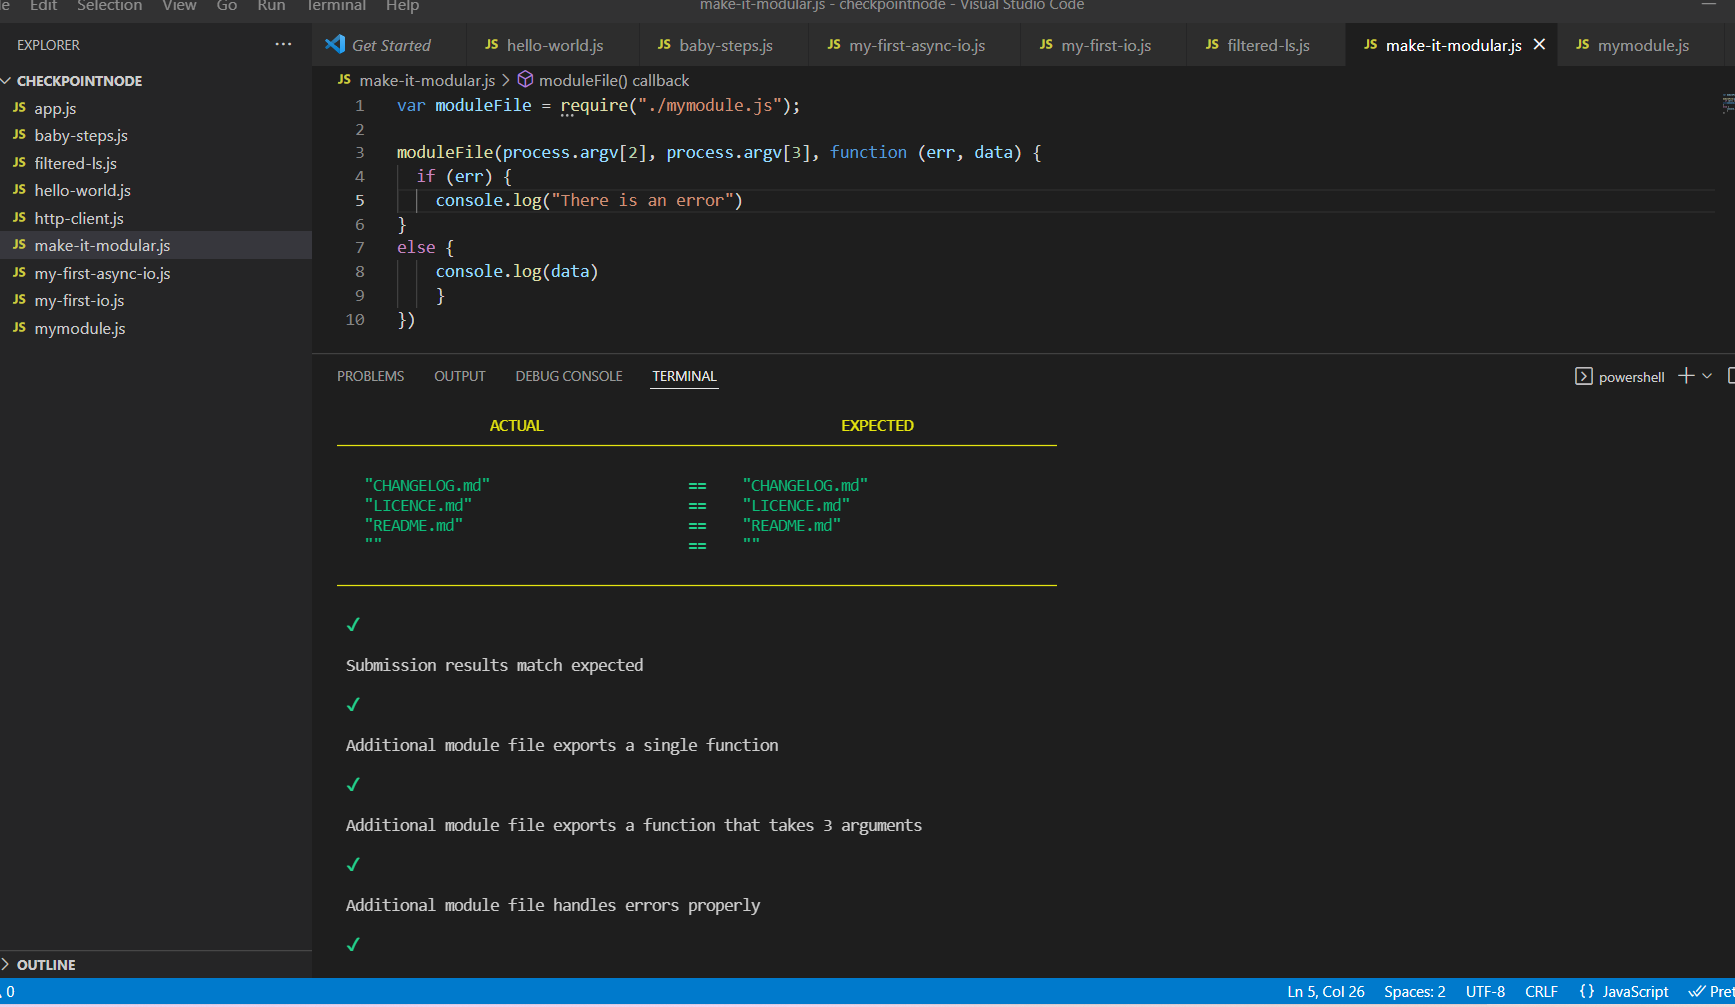 Edit Selection View Go Run Terminal Help make-it-modular.js - checkpointnode - Visual Studio Code
EXPLORER ···
CHECKPOINTNODE
JS app.js
JS baby-steps.js
JS filtered-ls.js
JS hello-world.js
JS http-client.js
JS make-it-modular.js
JS my-first-async-io.js
JS my-first-io.js
JS mymodule.js
OUTLINE
Get Started JS hello-world.js JS baby-steps.js JS my-first-async-io.js JS my-first-io.js JS filtered-ls.js JS make-it-modular.js × JS mymodule.js
JS make-it-modular.js > moduleFile() callback
1 var moduleFile = require("./mymodule.js");
2
3 moduleFile(process.argv[2], process.argv[3], function (err, data) {
4 if (err) {
5 console.log("There is an error")
6 }
7 else {
8 console.log(data)
9 }
10 })
PROBLEMS OUTPUT DEBUG CONSOLE TERMINAL powershell
ACTUAL EXPECTED
"CHANGELOG.md" == "CHANGELOG.md"
"LICENCE.md" == "LICENCE.md"
"README.md" == "README.md"
"" == ""
✓
Submission results match expected
✓
Additional module file exports a single function
✓
Additional module file exports a function that takes 3 arguments
✓
Additional module file handles errors properly
✓
0 Ln 5, Col 26 Spaces: 2 UTF-8 CRLF {} JavaScript Pret